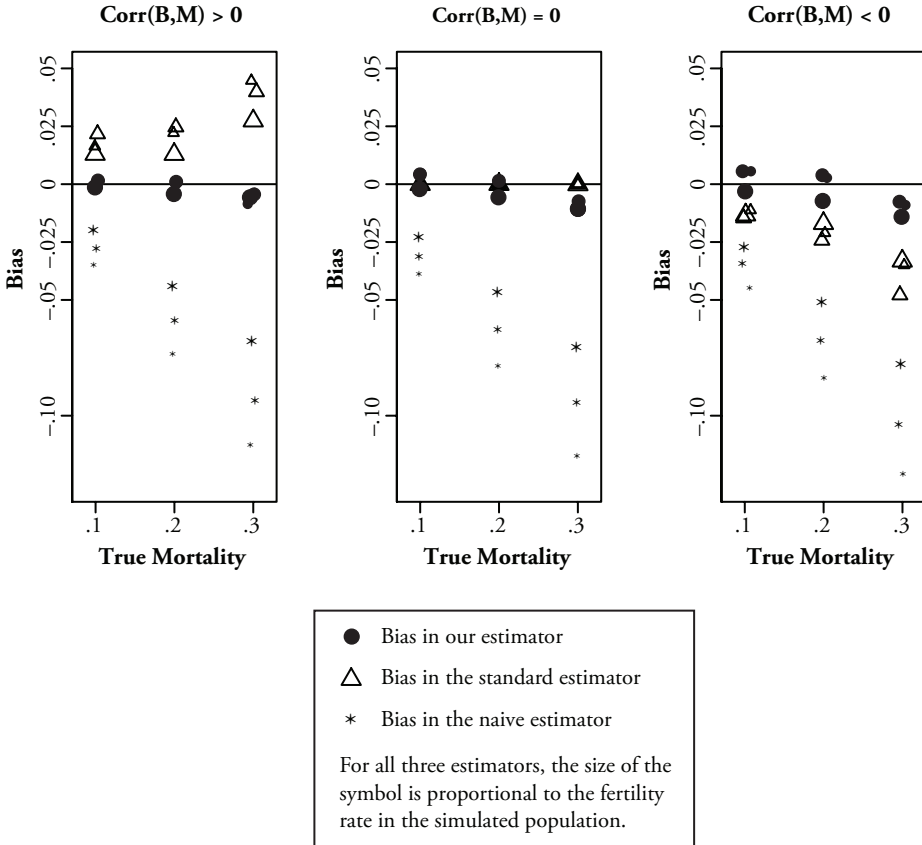 Corr(B,M) > 0
Corr(B,M) = 0
Corr(B,M) < 0
.05
.025
0
−.025
−.05
−.10
Bias
.1
.2
.3
True Mortality
.05
.025
0
−.025
−.05
−.10
Bias
.1
.2
.3
True Mortality
.05
.025
0
−.025
−.05
−.10
Bias
.1
.2
.3
True Mortality
Bias in our estimator
Bias in the standard estimator
Bias in the naive estimator
For all three estimators, the size of the
symbol is proportional to the fertility
rate in the simulated population.